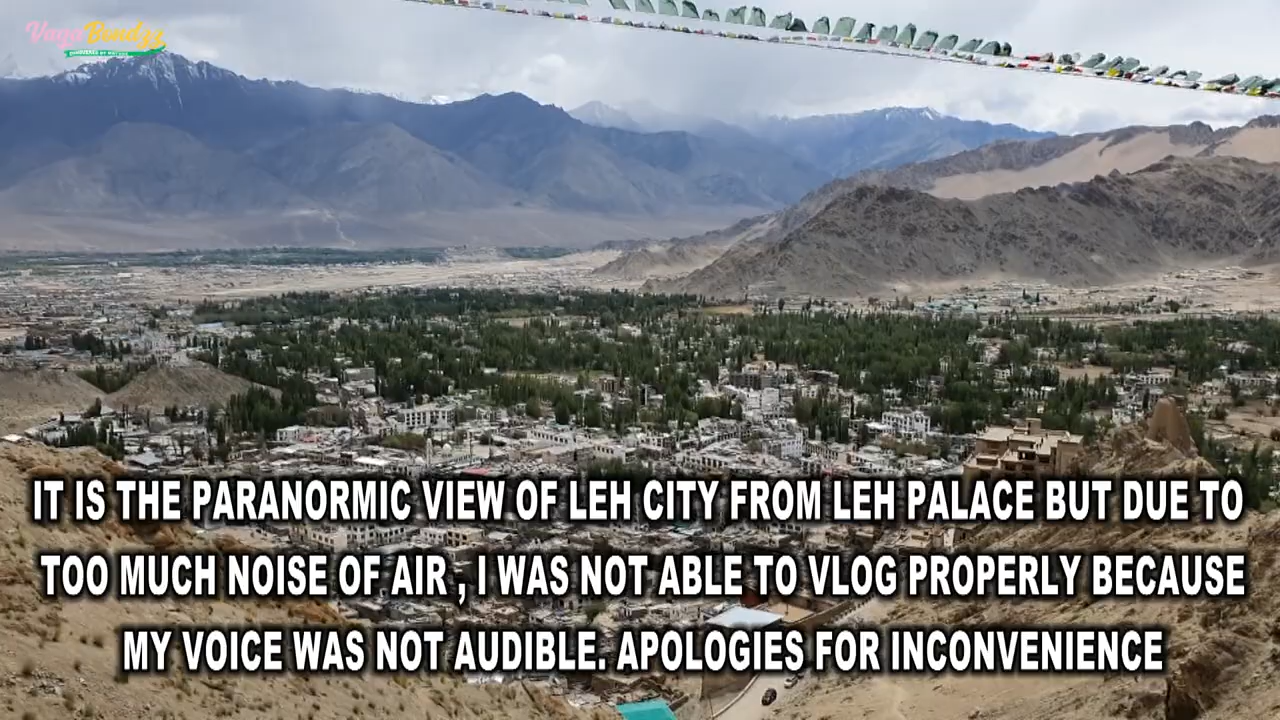 VagaBondzz
IT IS THE PARANORMIC VIEW OF LEH CITY FROM LEH PALACE BUT DUE TO
TOO MUCH NOISE OF AIR , I WAS NOT ABLE TO VLOG PROPERLY BECAUSE
MY VOICE WAS NOT AUDIBLE. APOLOGIES FOR INCONVENIENCE